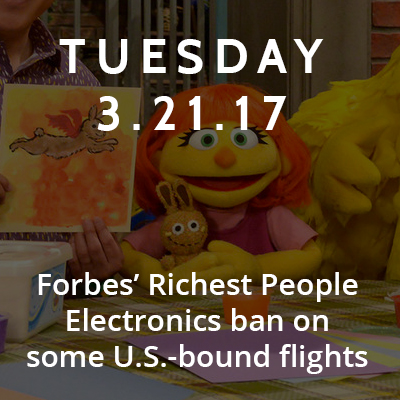 TUESDAY
3.21.17
Forbes’ Richest People
Electronics ban on
some U.S.-bound flights